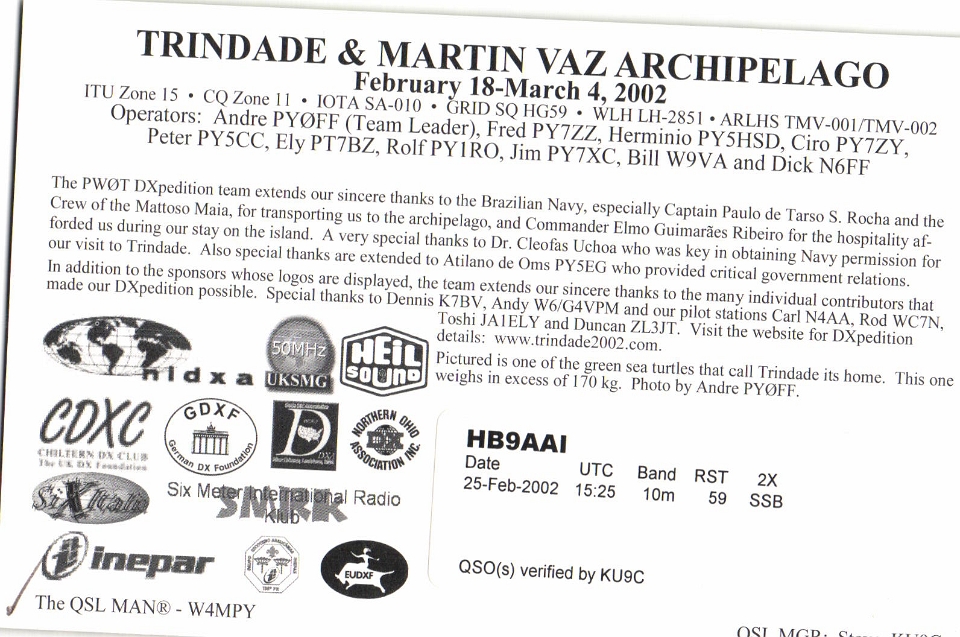 TRINDADE & MARTIN VAZ ARCHIPELAGO
February 18-March 4, 2002
ITU Zone 15 • CQ Zone 11 • IOTA SA-010 • GRID SQ HG59 • WLH LH-2851 • ARLHS TMV-001/TMV-002
Operators: Andre PYØFF (Team Leader), Fred PY7ZZ, Herminio PY5HSD, Ciro PY7ZY,
Peter PY5CC, Ely PT7BZ, Rolf PY1RO, Jim PY7XC, Bill W9VA and Dick N6FF
The PWØT DXpedition team extends our sincere thanks to the Brazilian Navy, especially Captain Paulo de Tarso S. Rocha and the
Crew of the Mattoso Maia, for transporting us to the archipelago, and Commander Elmo Guimarães Ribeiro for the hospitality af-
forded us during our stay on the island. A very special thanks to Dr. Cleofas Uchoa who was key in obtaining Navy permission for
our visit to Trindade. Also special thanks are extended to Atilano de Oms PY5EG who provided critical government relations.
In addition to the sponsors whose logos are displayed, the team extends our sincere thanks to the many individual contributors that
made our DXpedition possible. Special thanks to Dennis K7BV, Andy W6/G4VPM and our pilot stations Carl N4AA, Rod WC7N,
Toshi JA1ELY and Duncan ZL3JT. Visit the website for DXpedition
details: www.trindade2002.com.
Pictured is one of the green sea turtles that call Trindade its home. This one
weighs in excess of 170 kg. Photo by Andre PYØFF.
nidxa
50MHz
UKSMG
HEIL
SOUND
CDXC
CHILTERN DX CLUB
The UK DX Foundation
GDXF
German DX Foundation
D
NORTHERN OHIO
DX
ASSOCIATION INC.
SixItalia
Six Meter International Radio
Klub
SMIRK
inepar
EUDXF
The QSL MAN® - W4MPY
HB9AAI
Date UTC Band RST 2X
25-Feb-2002 15:25 10m 59 SSB
QSO(s) verified by KU9C
QSL MGR: Steve KU9C